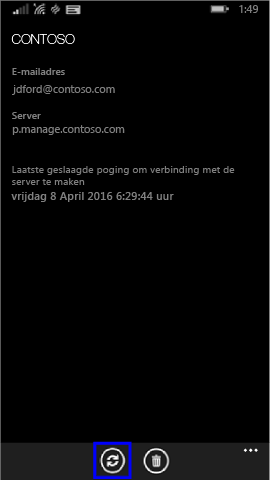 1:49
CONTOSO
E-mailadres
jdford@contoso.com
Server
p.manage.contoso.com
Laatste geslaagde poging om verbinding met de
server te maken
vrijdag 8 April 2016 6:29:44 uur